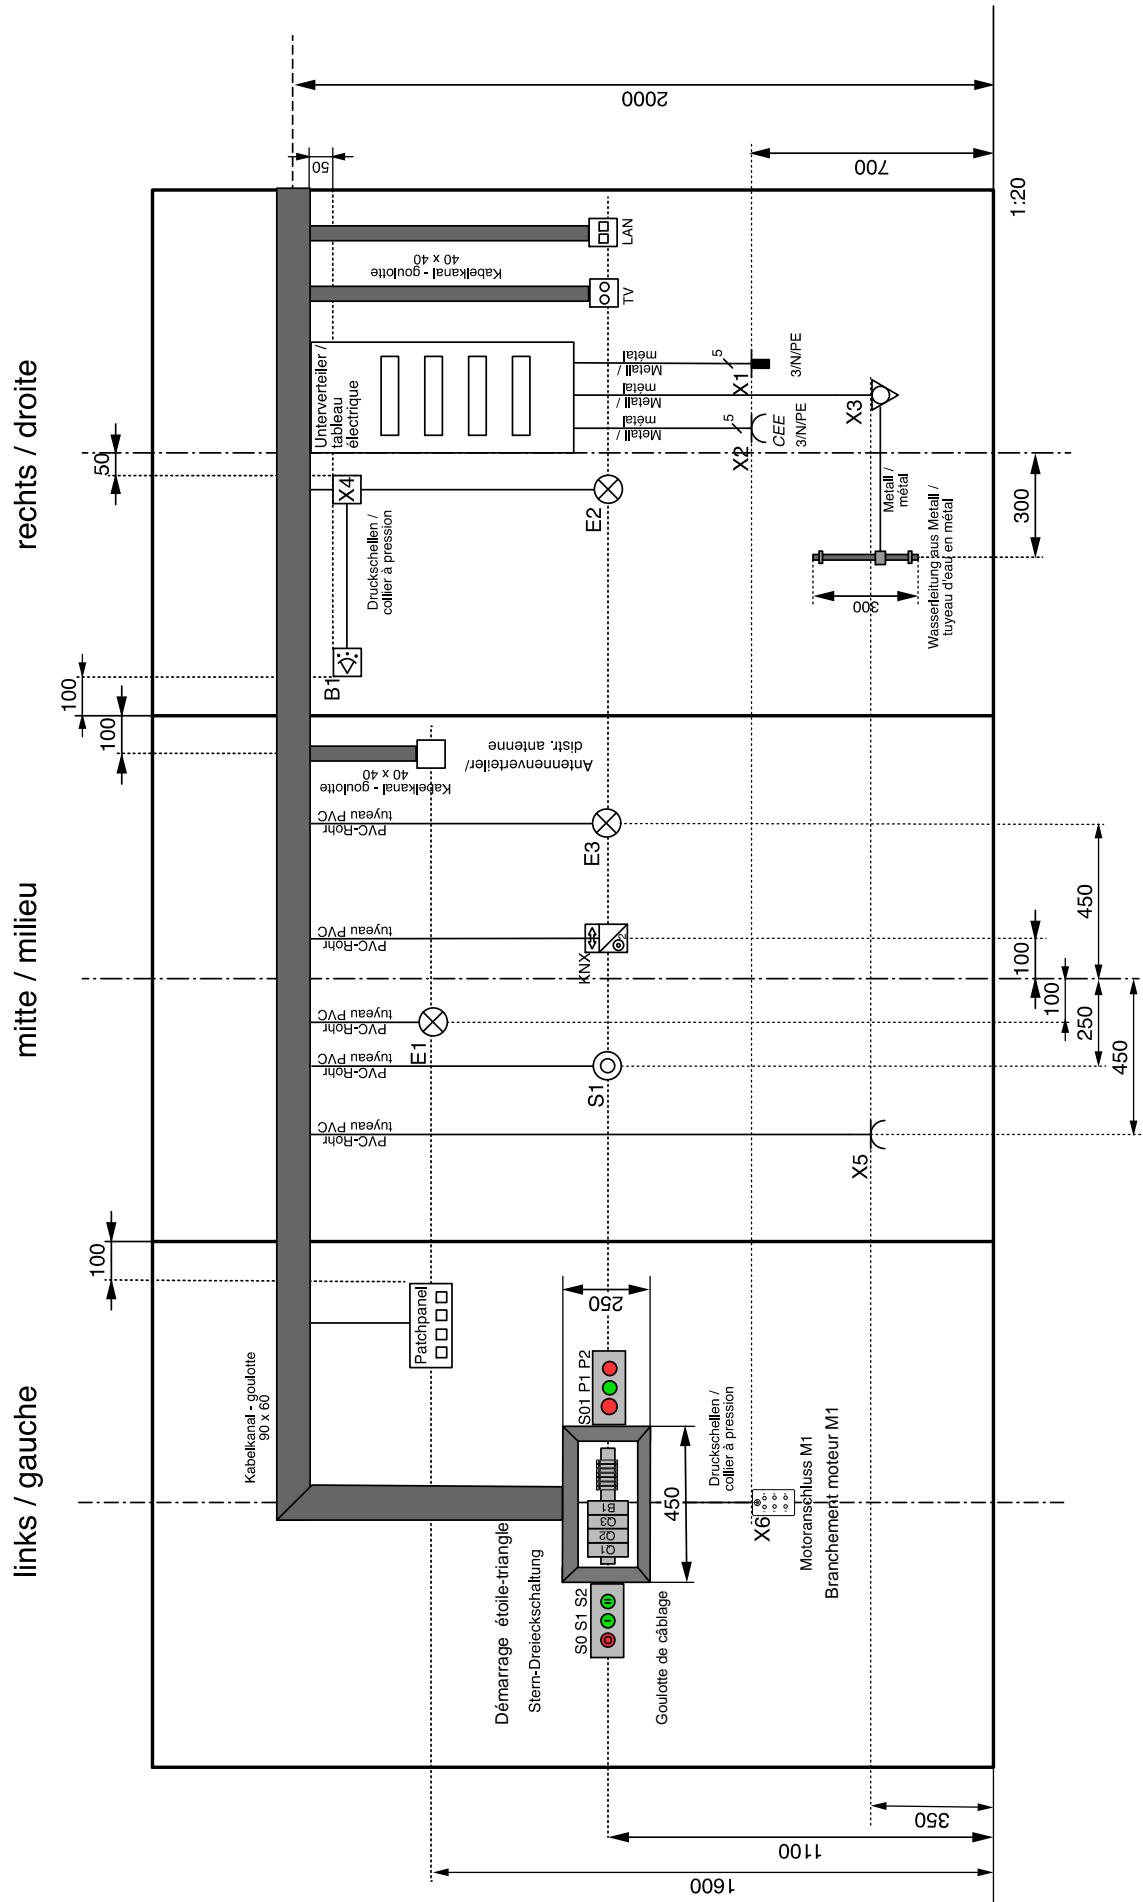 links / gauche
mitte / milieu
rechts / droite
100
100
100
50
50
2000
Kabelkanal - goulotte
90 x 60
Patchpanel
PVC-Rohr
tuyeau PVC
PVC-Rohr
tuyeau PVC
PVC-Rohr
tuyeau PVC
PVC-Rohr
tuyeau PVC
PVC-Rohr
tuyeau PVC
Kabelkanal - goulotte
40 x 40
Antennenverteiler/
distr. antenne
B1
X4
Druckschellen /
collier à pression
Unterverteiler /
tableau
électrique
Kabelkanal - goulotte
40 x 40
TV
LAN
E1
S1
KNX
2
E3
E2
Démarrage étoile-triangle
Stern-Dreieckschaltung
S0 S1 S2
Q1
Q2
Q3
B1
S01 P1 P2
250
450
Goulotte de câblage
Druckschellen /
collier à pression
X6
Motoranschluss M1
Branchement moteur M1
X5
Metall /
métal
Metall /
métal
Metall /
métal
5
5
X2
X1
CEE
3/N/PE
3/N/PE
X3
Metall /
métal
300
Wasserleitung aus Metall /
tuyeau d'eau en métal
300
700
1:20
1600
1100
350
450
250
100
100
450